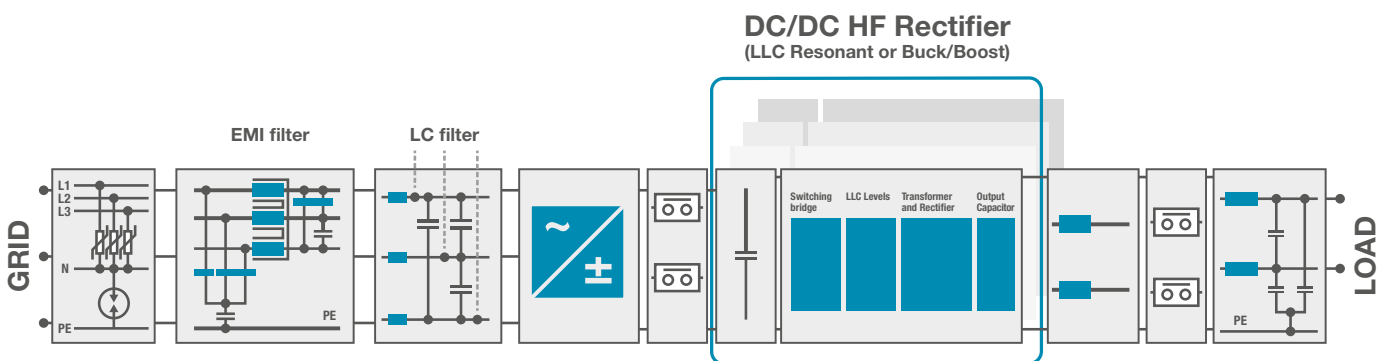 DC/DC HF Rectifier
(LLC Resonant or Buck/Boost)
EMI filter
LC filter
GRID
L1
L2
L3
N
PE
PE
~
±
Switching
bridge
LLC Levels
Transformer
and Rectifier
Output
Capacitor
PE
LOAD